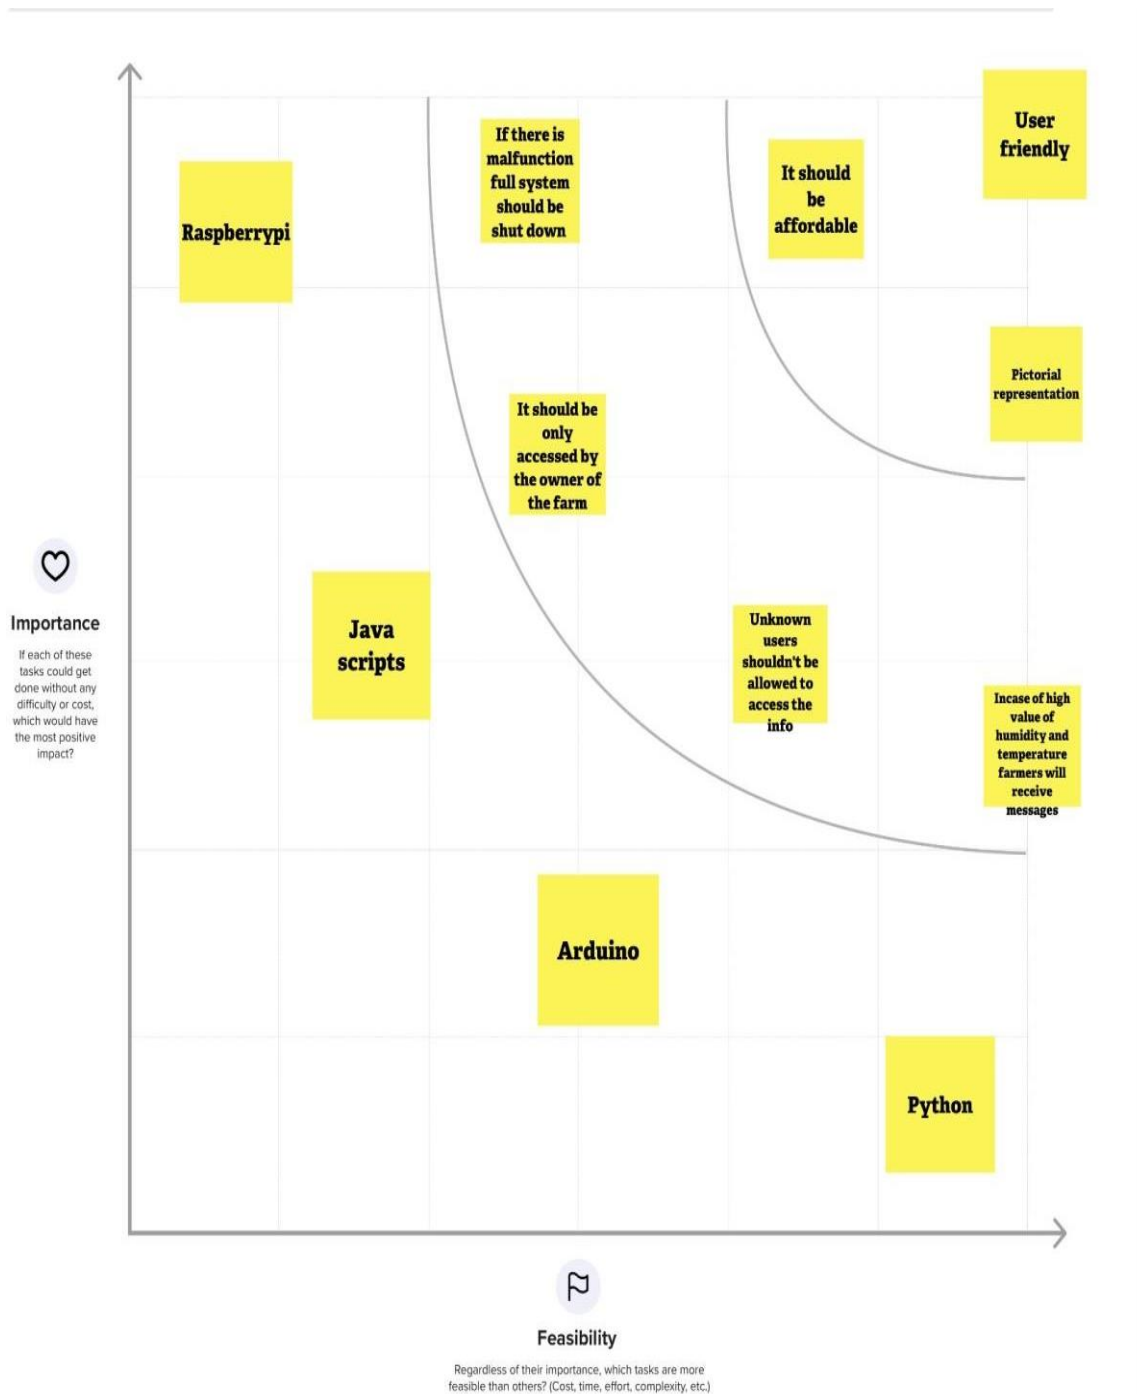 User
friendly
If there is
malfunction
full system
should be
shut down
It should
be
affordable
Raspberrypi
Pictorial
representation
It should be
only
accessed by
the owner of
the farm
Importance
If each of these
tasks could get
done without any
difficulty or cost,
which would have
the most positive
impact?
Java
scripts
Unknown
users
shouldn't be
allowed to
access the
info
Incase of high
value of
humidity and
temperature
farmers will
receive
messages
Arduino
Python
Feasibility
Regardless of their importance, which tasks are more
feasible than others? (Cost, time, effort, complexity, etc.)